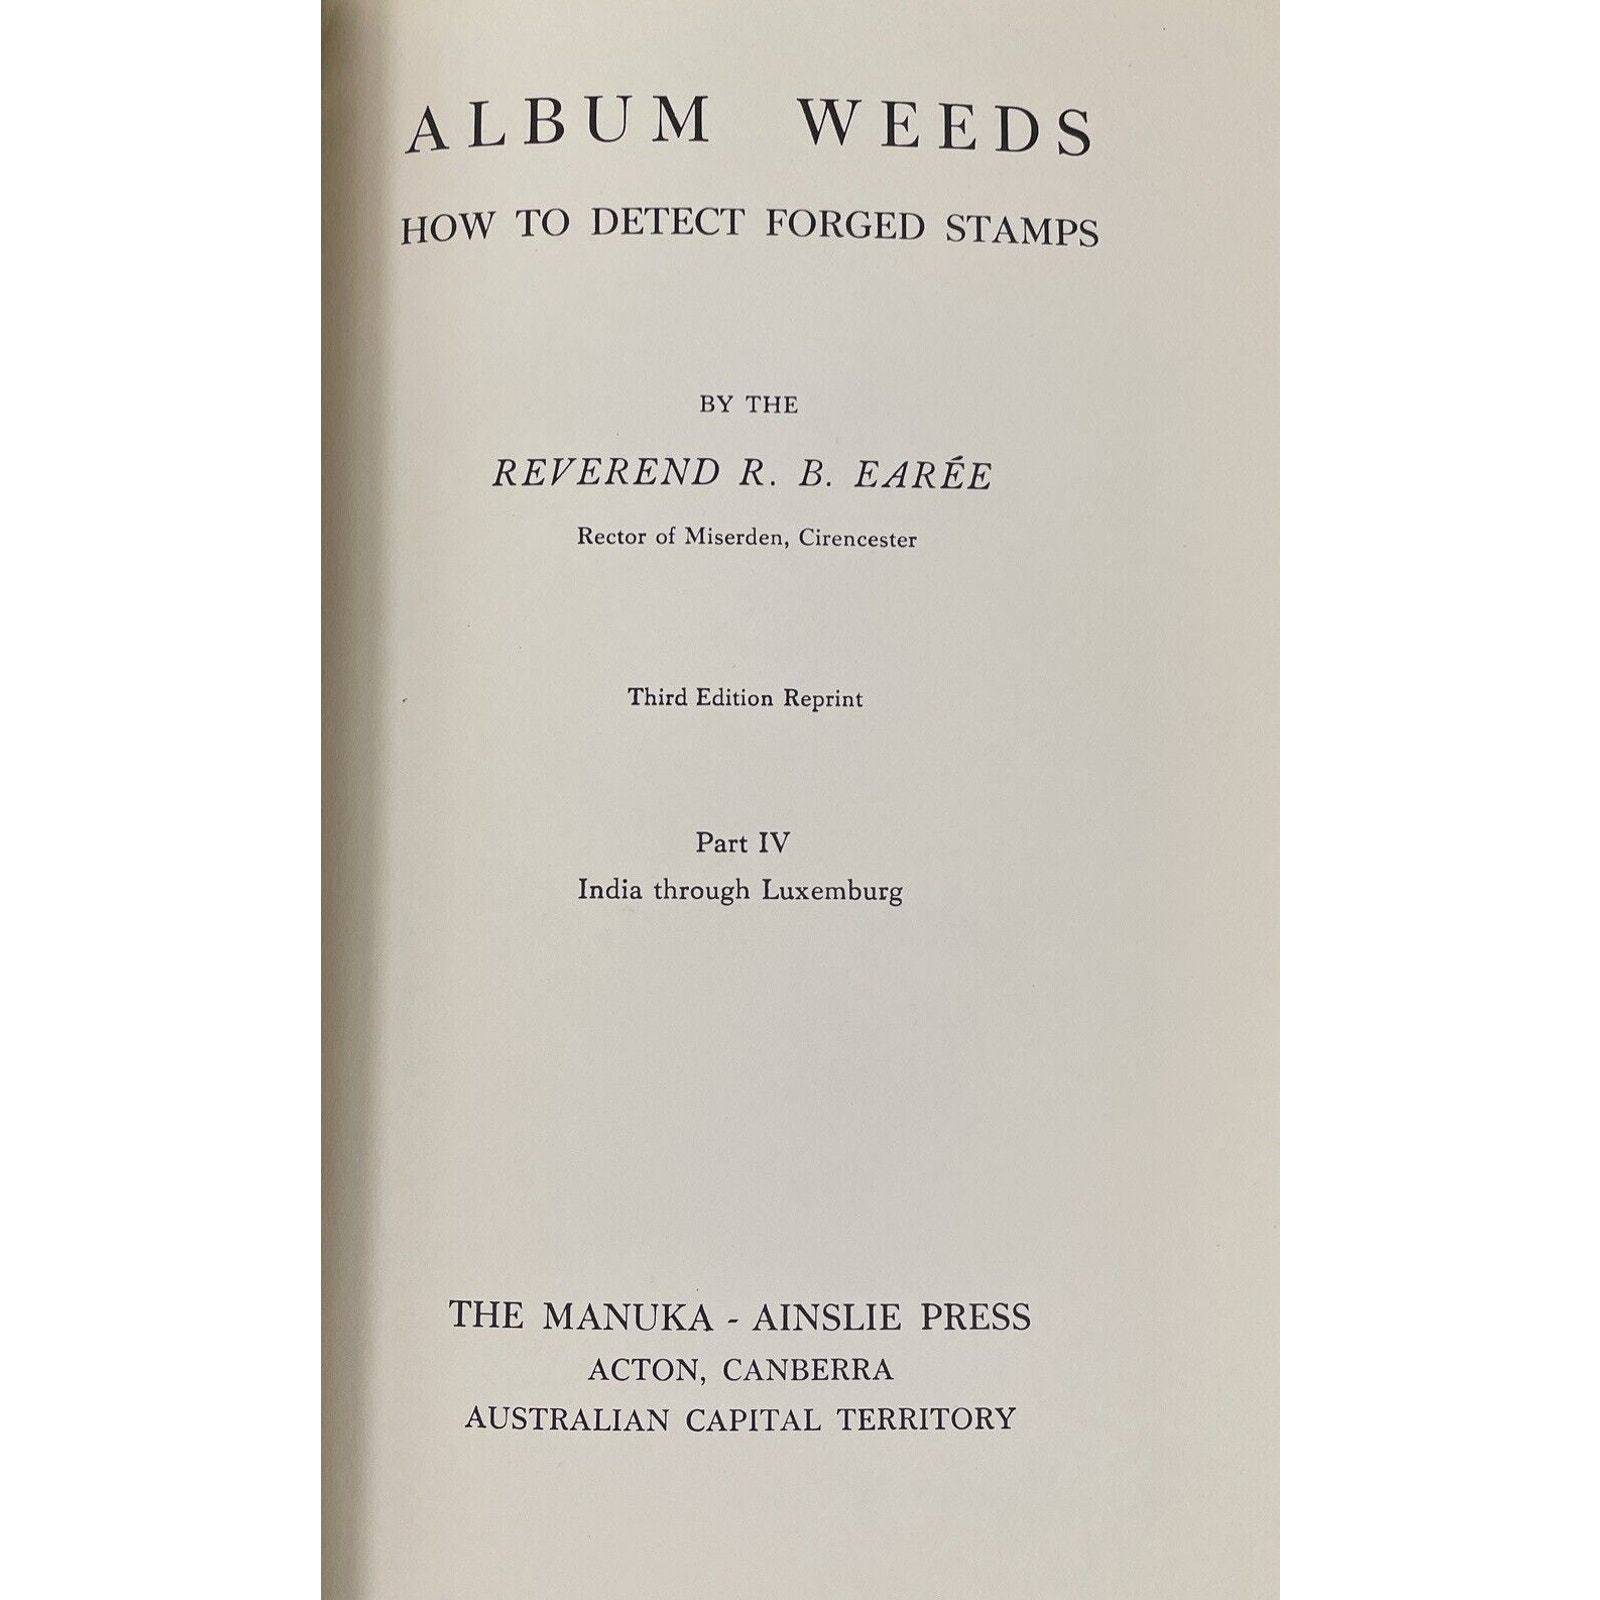 ALBUM WEEDS
HOW TO DETECT FORGED STAMPS
BY THE
REVEREND R. B. EARÉE
Rector of Miserden, Cirencester
Third Edition Reprint
Part IV
India through Luxemburg
THE MANUKA - AINSLIE PRESS
ACTON, CANBERRA
AUSTRALIAN CAPITAL TERRITORY